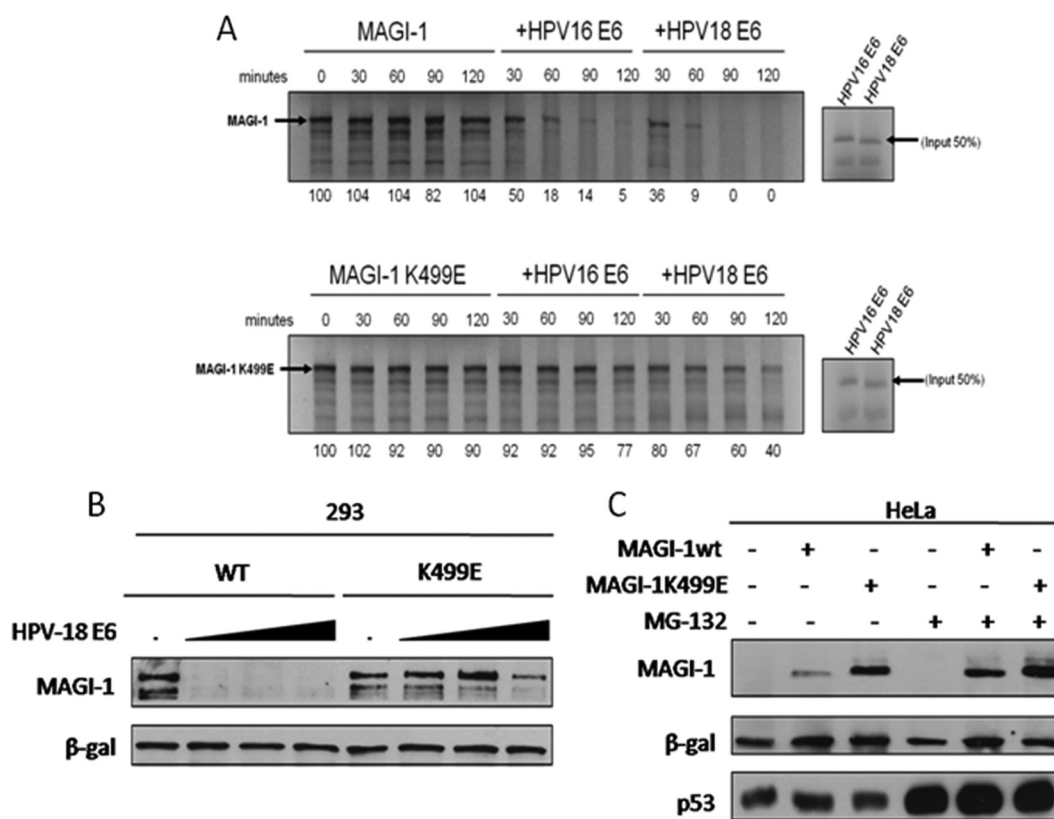 A
MAGI-1 +HPV16 E6 +HPV18 E6
HPV16 E6
HPV18 E6
minutes 0 30 60 90 120 30 60 90 120 30 60 90 120
MAGI-1
(Input 50%)
100 104 104 82 104 50 18 14 5 36 9 0 0
MAGI-1 K499E +HPV16 E6 +HPV18 E6
HPV16 E6
HPV18 E6
minutes 0 30 60 90 120 30 60 90 120 30 60 90 120
MAGI-1 K499E
(Input 50%)
100 102 92 90 90 92 92 95 77 80 67 60 40
B
293
WT K499E
HPV-18 E6 . .
MAGI-1
β-gal
C
HeLa
MAGI-1wt - + - - + -
MAGI-1K499E - - + - - +
MG-132 - - - + + +
MAGI-1
β-gal
p53